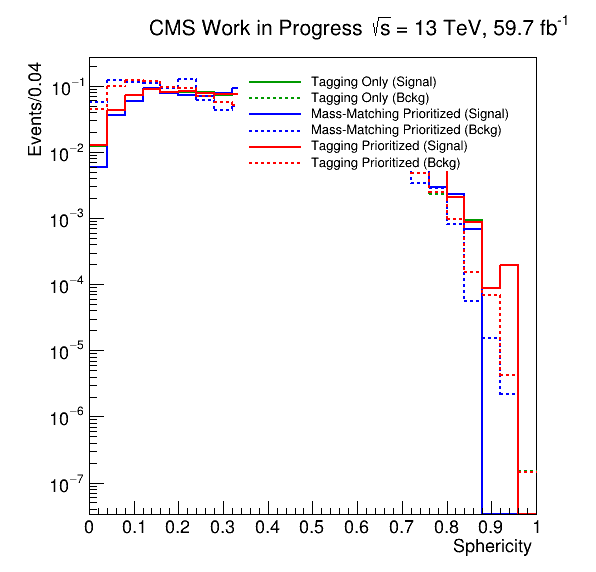 CMS Work in Progress √s = 13 TeV, 59.7 fb⁻¹
Events/0.04
Tagging Only (Signal)
Tagging Only (Bckg)
Mass-Matching Prioritized (Signal)
Mass-Matching Prioritized (Bckg)
Tagging Prioritized (Signal)
Tagging Prioritized (Bckg)
10⁻¹
10⁻²
10⁻³
10⁻⁴
10⁻⁵
10⁻⁶
10⁻⁷
0 0.1 0.2 0.3 0.4 0.5 0.6 0.7 0.8 0.9 1
Sphericity